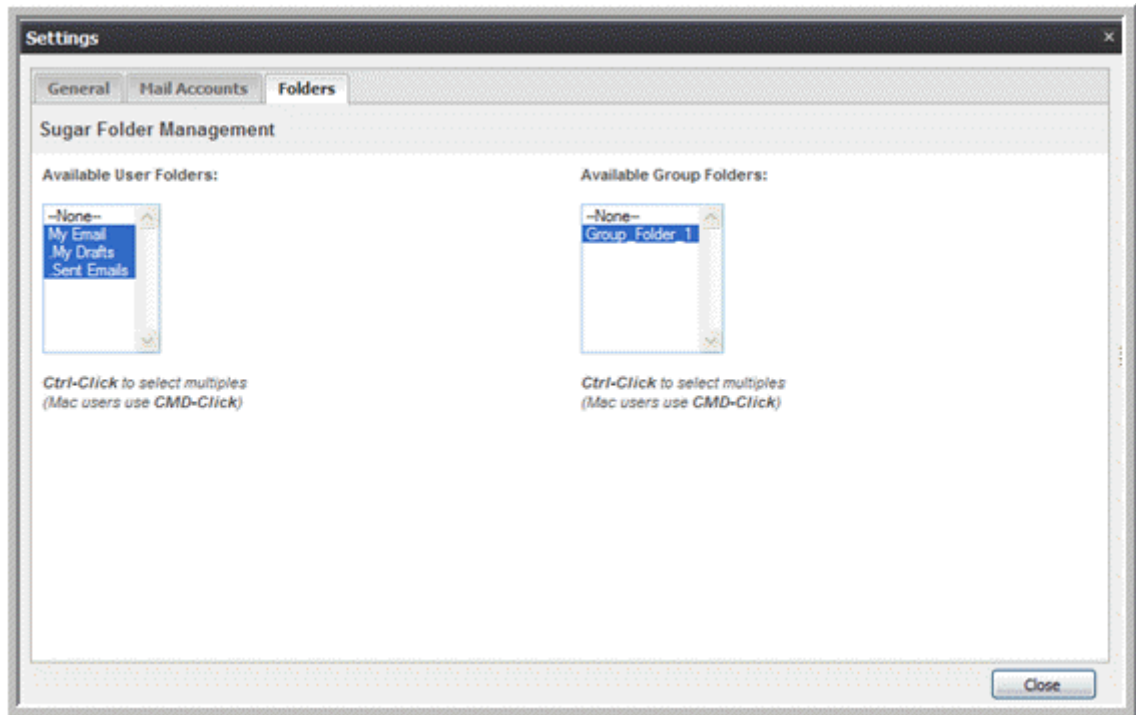 Settings
General Mail Accounts Folders
Sugar Folder Management
Available User Folders:
--None--
My Email
.My Drafts
.Sent Emails
Ctrl-Click to select multiples
(Mac users use CMD-Click)
Available Group Folders:
--None--
Group_Folder_1
Ctrl-Click to select multiples
(Mac users use CMD-Click)
Close